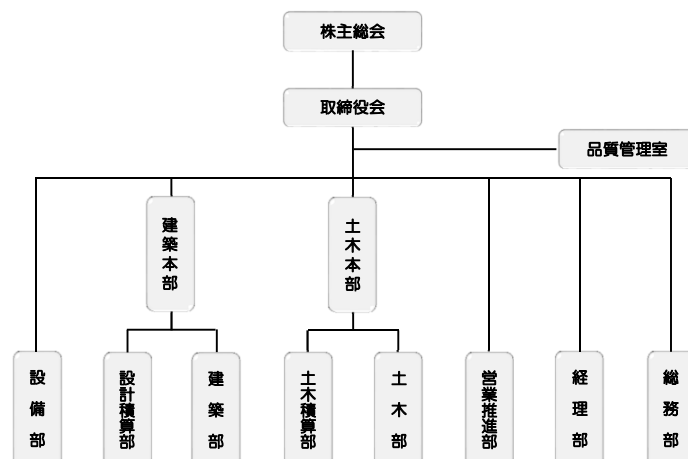 株主総会
取締役会
品質管理室
建築本部
土木本部
設備部
設計積算部
建築部
土木積算部
土木部
営業推進部
経理部
総務部